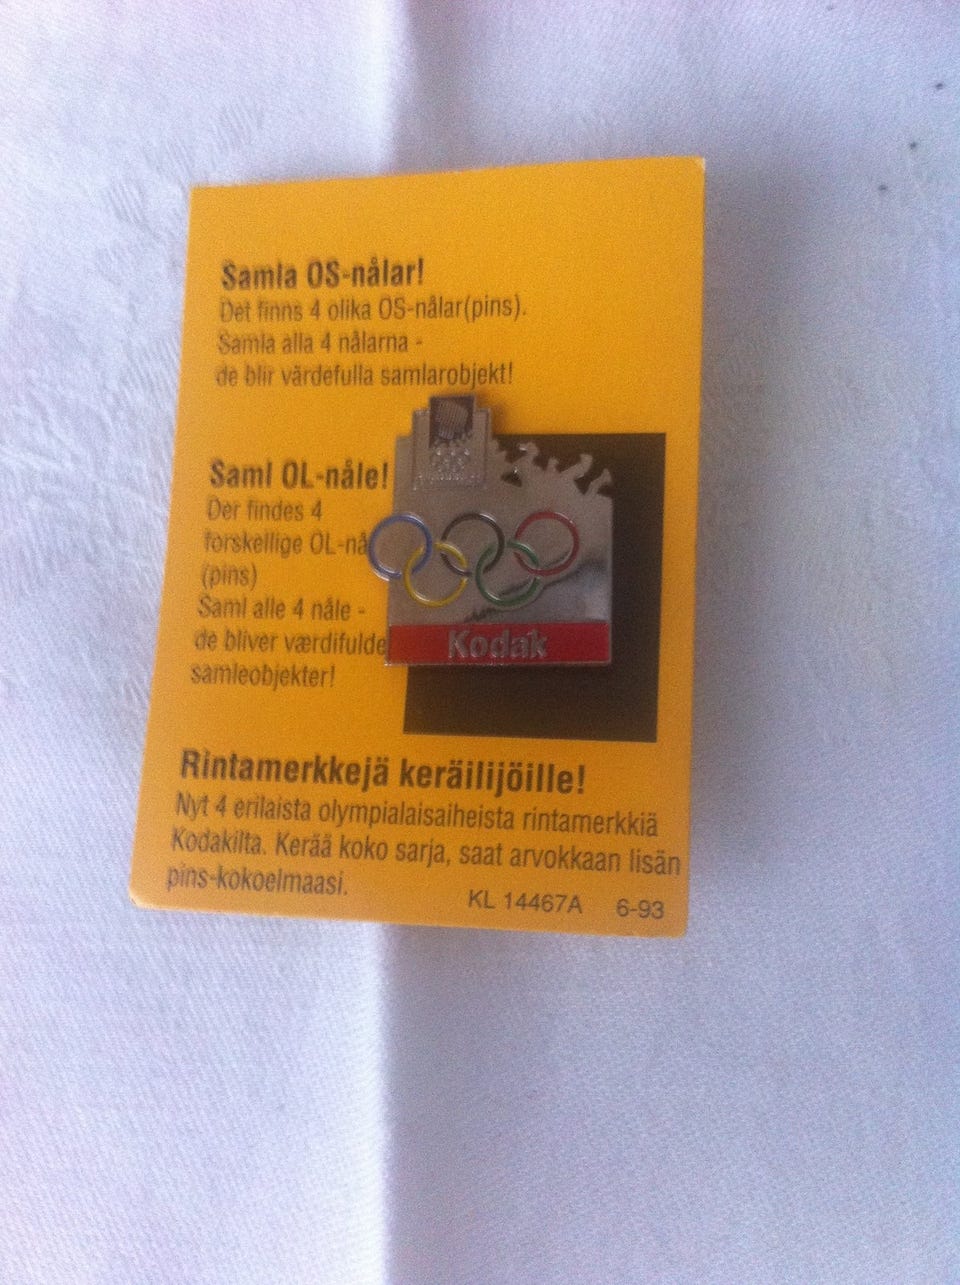 Samla OS-nålar!
Det finns 4 olika OS-nålar(pins).
Samla alla 4 nålarna -
de blir värdefulla samlarobjekt!
Saml OL-nåle!
Der findes 4
forskellige OL-nå
(pins)
Saml alle 4 nåle -
de bliver værdifulde
samleobjekter!
Kodak
Rintamerkkejä keräilijöille!
Nyt 4 erilaista olympialaisaiheista rintamerkkiä
Kodakilta. Kerää koko sarja, saat arvokkaan lisän
pins-kokoelmaasi.
KL 14467A 6-93